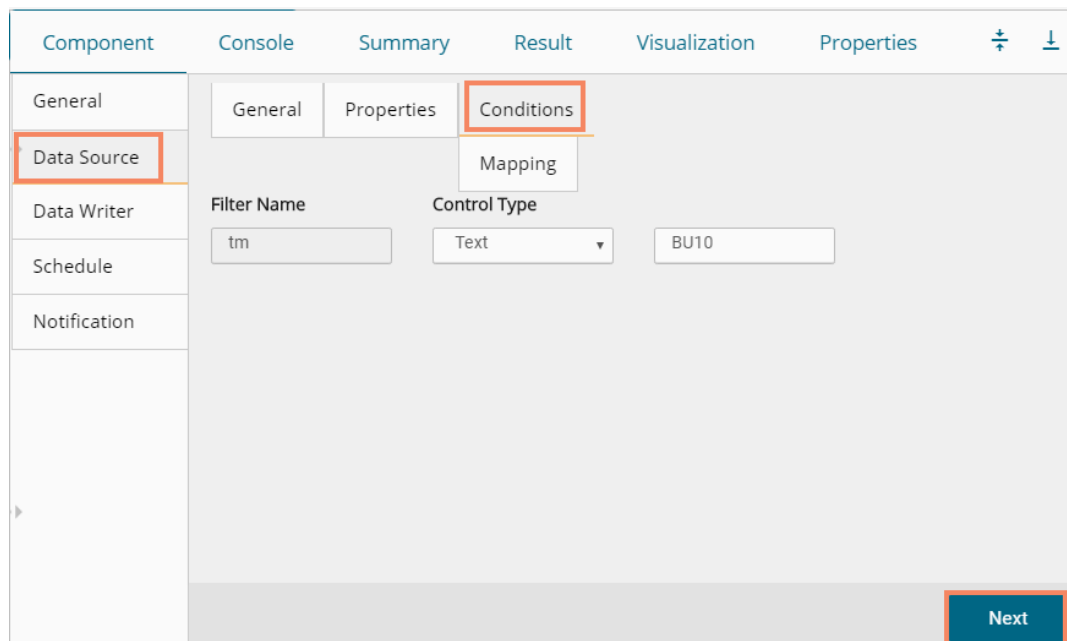 Component Console Summary Result Visualization Properties
General
Data Source
Data Writer
Schedule
Notification
General Properties Conditions
Mapping
Filter Name Control Type
tm Text BU10
Next